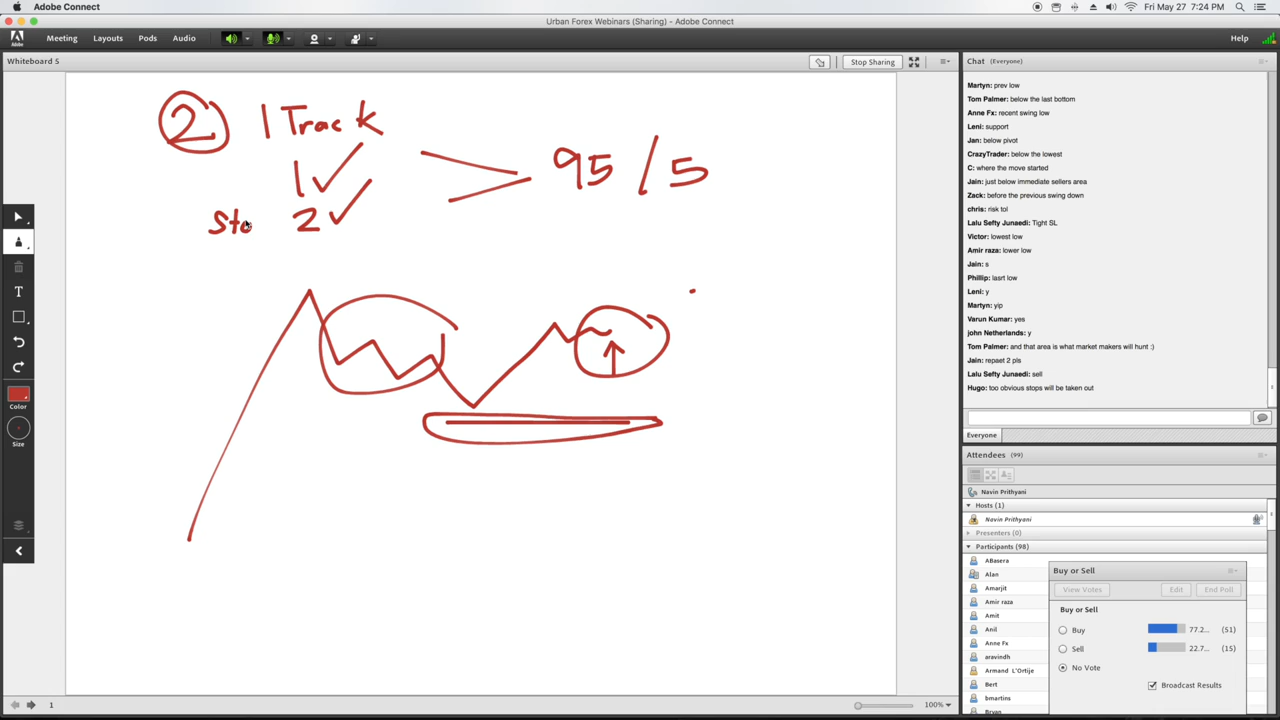 Adobe Connect Fri May 27 7:24 PM
Urban Forex Webinars (Sharing) - Adobe Connect
Meeting Layouts Pods Audio Help
Whiteboard 5 Stop Sharing
2 1 Track
1
Sto 2
95 / 5
Color
Size
1 100%
Chat (Everyone)
Martyn: prev low
Tom Palmer: below the last bottom
Anne Fx: recent swing low
Leni: support
Jan: below pivot
CrazyTrader: below the lowest
C: where the move started
Jain: just below immediate sellers area
Zack: before the previous swing down
chris: risk tol
Lalu Sefty Junaedi: Tight SL
Victor: lowest low
Amir raza: lower low
Jain: s
Phillip: lasrt low
Leni: y
Martyn: yip
Varun Kumar: yes
john Netherlands: y
Tom Palmer: and that area is what market makers will hunt :)
Jain: repaet 2 pls
Lalu Sefty Junaedi: sell
Hugo: too obvious stops will be taken out
Everyone
Attendees (99)
Navin Prithyani
Hosts (1)
Navin Prithyani
Presenters (0)
Participants (98)
ABasera
Alan
Amarjit
Amir raza
Amit
Anil
Anne Fx
aravindh
Armand L'Ortije
Bert
bmartins
Bryan
Buy or Sell
View Votes Edit End Poll
Buy or Sell
Buy 77.2... (51)
Sell 22.7... (15)
No Vote
Broadcast Results